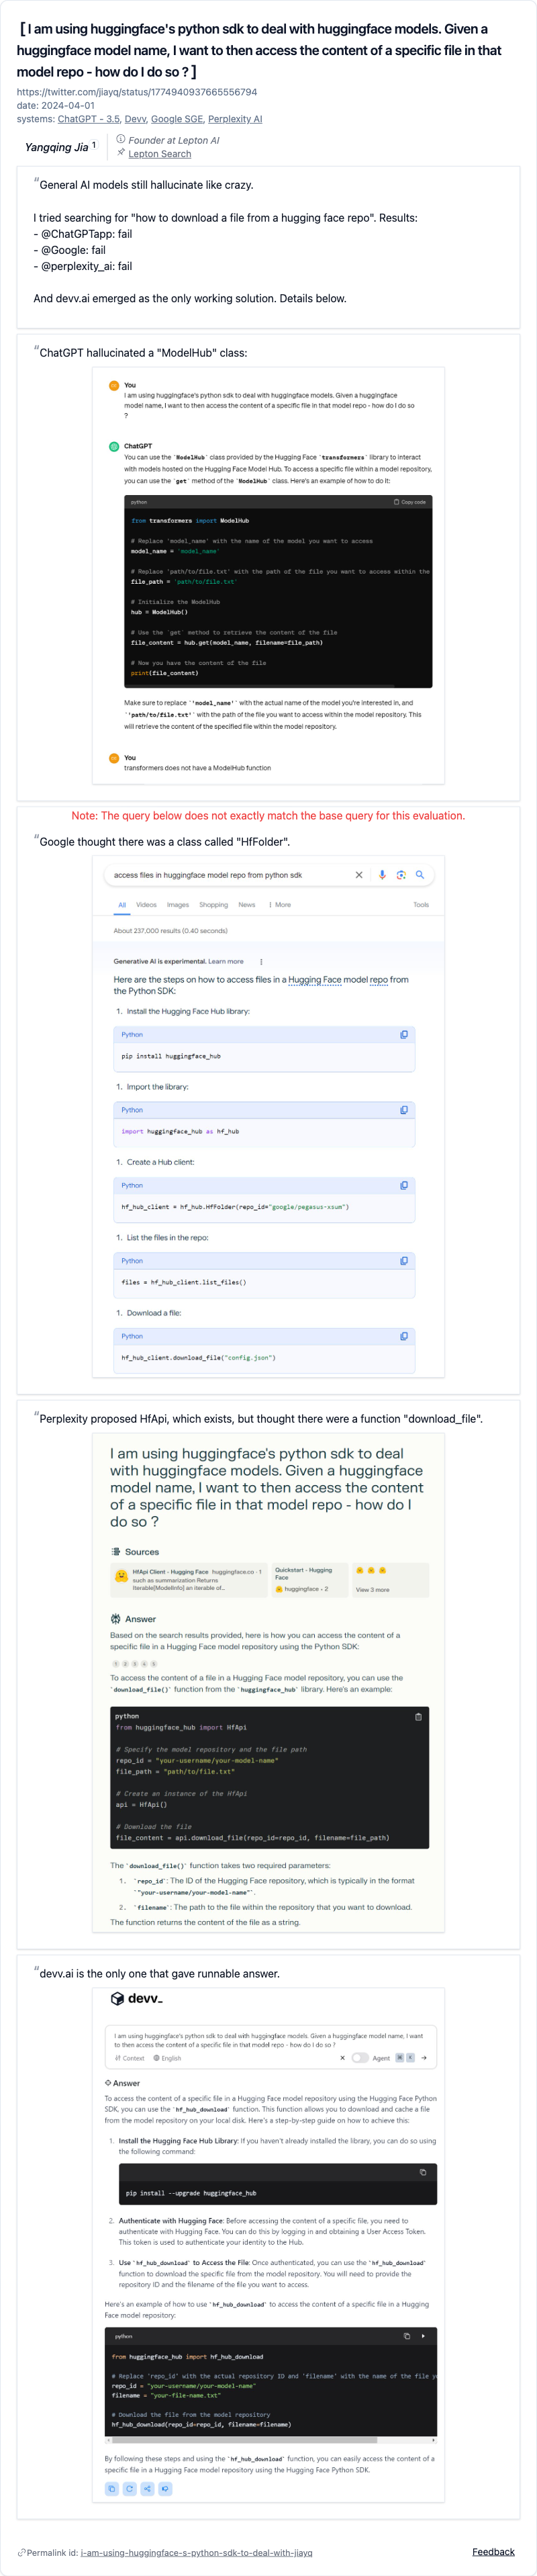 [I am using huggingface's python sdk to deal with huggingface models. Given a
huggingface model name, I want to then access the content of a specific file in that
model repo - how do I do so ?]
https://twitter.com/jiayq/status/1774940937665556794
date: 2024-04-01
systems: ChatGPT - 3.5, Devv, Google SGE, Perplexity AI
Yangqing Jia 1
Founder at Lepton AI
Lepton Search
“General AI models still hallucinate like crazy.
I tried searching for "how to download a file from a hugging face repo". Results:
- @ChatGPTapp: fail
- @Google: fail
- @perplexity_ai: fail
And devv.ai emerged as the only working solution. Details below.
“ChatGPT hallucinated a "ModelHub" class:
You
I am using huggingface's python sdk to deal with huggingface models. Given a huggingface
model name, I want to then access the content of a specific file in that model repo - how do I do so
?
ChatGPT
You can use the `ModelHub` class provided by the Hugging Face `transformers` library to interact
with models hosted on the Hugging Face Model Hub. To access a specific file within a model repository,
you can use the `get` method of the `ModelHub` class. Here's an example of how to do it:
python
Copy code
from transformers import ModelHub
# Replace 'model_name' with the name of the model you want to access
model_name = 'model_name'
# Replace 'path/to/file.txt' with the path of the file you want to access within the
file_path = 'path/to/file.txt'
# Initialize the ModelHub
hub = ModelHub()
# Use the `get` method to retrieve the content of the file
file_content = hub.get(model_name, filename=file_path)
# Now you have the content of the file
print(file_content)
Make sure to replace `'model_name'` with the actual name of the model you're interested in, and
`'path/to/file.txt'` with the path of the file you want to access within the model repository. This
will retrieve the content of the specified file within the model repository.
You
transformers does not have a ModelHub function
Note: The query below does not exactly match the base query for this evaluation.
“Google thought there was a class called "HfFolder".
access files in huggingface model repo from python sdk
All Videos Images Shopping News More Tools
About 237,000 results (0.40 seconds)
Generative AI is experimental. Learn more
Here are the steps on how to access files in a Hugging Face model repo from
the Python SDK:
1. Install the Hugging Face Hub library:
Python
pip install huggingface_hub
1. Import the library:
Python
import huggingface_hub as hf_hub
1. Create a Hub client:
Python
hf_hub_client = hf_hub.HfFolder(repo_id="google/pegasus-xsum")
1. List the files in the repo:
Python
files = hf_hub_client.list_files()
1. Download a file:
Python
hf_hub_client.download_file("config.json")
“Perplexity proposed HfApi, which exists, but thought there were a function "download_file".
I am using huggingface's python sdk to deal
with huggingface models. Given a huggingface
model name, I want to then access the content
of a specific file in that model repo - how do I
do so ?
Sources
HfApi Client - Hugging Face huggingface.co · 1
such as summarization Returns
Iterable[ModelInfo] an iterable of...
Quickstart - Hugging
Face
huggingface · 2
View 3 more
Answer
Based on the search results provided, here is how you can access the content of a
specific file in a Hugging Face model repository using the Python SDK:
1 2 3 4 5
To access the content of a file in a Hugging Face model repository, you can use the
`download_file()` function from the `huggingface_hub` library. Here's an example:
python
from huggingface_hub import HfApi
# Specify the model repository and the file path
repo_id = "your-username/your-model-name"
file_path = "path/to/file.txt"
# Create an instance of the HfApi
api = HfApi()
# Download the file
file_content = api.download_file(repo_id=repo_id, filename=file_path)
The `download_file()` function takes two required parameters:
1. `repo_id`: The ID of the Hugging Face repository, which is typically in the format
`"your-username/your-model-name"`.
2. `filename`: The path to the file within the repository that you want to download.
The function returns the content of the file as a string.
“devv.ai is the only one that gave runnable answer.
devv_
I am using huggingface's python sdk to deal with huggingface models. Given a huggingface model name, I want
to then access the content of a specific file in that model repo - how do I do so ?
Context English Agent ⌘ K
Answer
To access the content of a specific file in a Hugging Face model repository using the Hugging Face Python
SDK, you can use the `hf_hub_download` function. This function allows you to download and cache a file
from the model repository on your local disk. Here's a step-by-step guide on how to achieve this:
1. Install the Hugging Face Hub Library: If you haven't already installed the library, you can do so using
the following command:
pip install --upgrade huggingface_hub
2. Authenticate with Hugging Face: Before accessing the content of a specific file, you need to
authenticate with Hugging Face. You can do this by logging in and obtaining a User Access Token.
This token is used to authenticate your identity to the Hub.
3. Use `hf_hub_download` to Access the File: Once authenticated, you can use the `hf_hub_download`
function to download the specific file from the model repository. You will need to provide the
repository ID and the filename of the file you want to access.
Here's an example of how to use `hf_hub_download` to access the content of a specific file in a Hugging
Face model repository:
python
from huggingface_hub import hf_hub_download
# Replace 'repo_id' with the actual repository ID and 'filename' with the name of the file y
repo_id = "your-username/your-model-name"
filename = "your-file-name.txt"
# Download the file from the model repository
hf_hub_download(repo_id=repo_id, filename=filename)
By following these steps and using the `hf_hub_download` function, you can easily access the content of a
specific file in a Hugging Face model repository using the Hugging Face Python SDK.
Permalink id: i-am-using-huggingface-s-python-sdk-to-deal-with-jiayq
Feedback